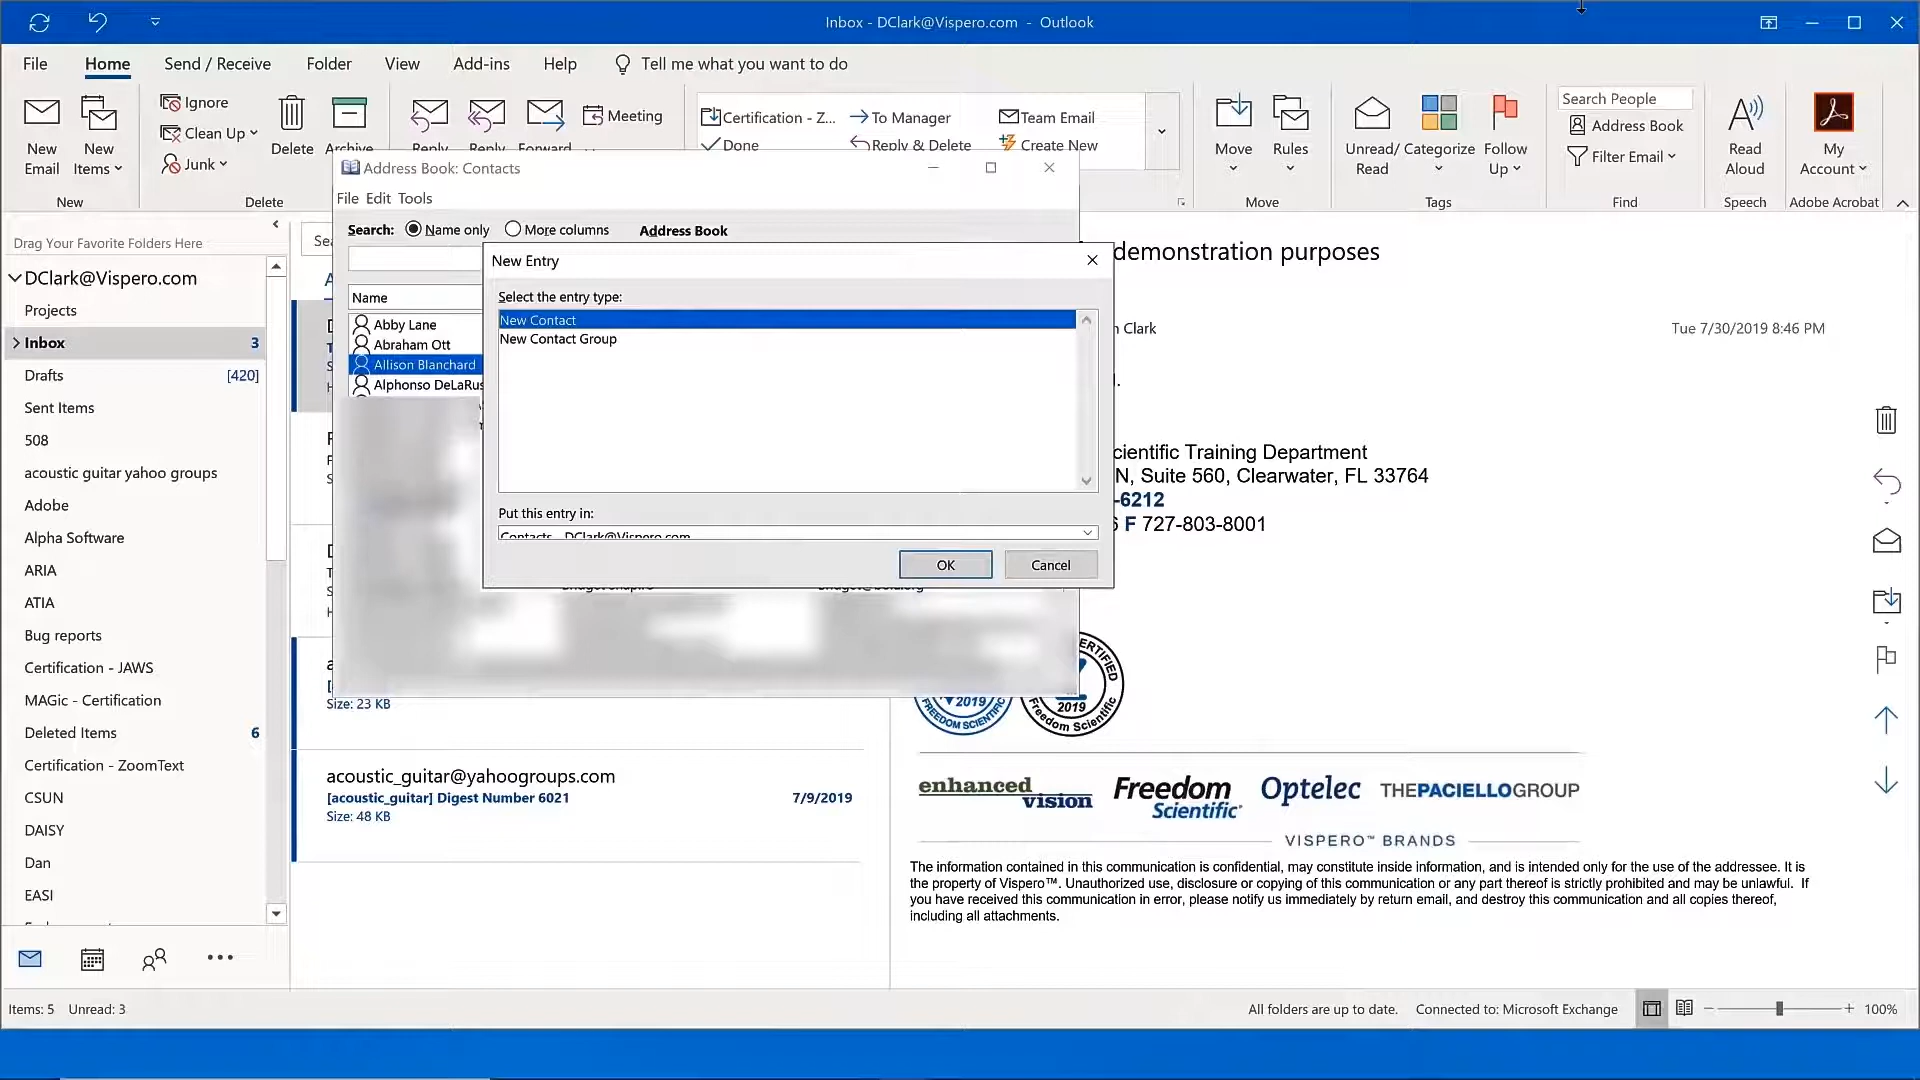 Inbox - DClark@Vispero.com - Outlook
File Home Send / Receive Folder View Add-ins Help Tell me what you want to do
New Email
New Items
New
Ignore
Clean Up
Junk
Delete
Archive
Delete
Reply
Reply
Forward
Meeting
Certification - Z...
To Manager
Team Email
Done
Reply & Delete
Create New
Move
Rules
Move
Unread/ Read
Categorize
Follow Up
Tags
Search People
Address Book
Filter Email
Find
Read Aloud
Speech
My Account
Adobe Acrobat
Drag Your Favorite Folders Here
DClark@Vispero.com
Projects
Inbox 3
Drafts [420]
Sent Items
508
acoustic guitar yahoo groups
Adobe
Alpha Software
ARIA
ATIA
Bug reports
Certification - JAWS
MAGic - Certification
Deleted Items 6
Certification - ZoomText
CSUN
DAISY
Dan
EASI
Address Book: Contacts
File Edit Tools
Search: Name only More columns Address Book
Name
Abby Lane
Abraham Ott
Allison Blanchard
Alphonso DeLaRus
New Entry
Select the entry type:
New Contact
New Contact Group
Put this entry in:
Contacts - DClark@Vispero.com
OK Cancel
Size: 23 KB
acoustic_guitar@yahoogroups.com
[acoustic_guitar] Digest Number 6021 7/9/2019
Size: 48 KB
demonstration purposes
Clark
Tue 7/30/2019 8:46 PM
cientific Training Department
N, Suite 560, Clearwater, FL 33764
-6212
F 727-803-8001
2019
FREEDOM SCIENTIFIC
CERTIFIED
2019
Freedom Scientific
enhanced vision
Freedom Scientific
Optelec
THEPACIELLOGROUP
VISPERO™ BRANDS
The information contained in this communication is confidential, may constitute inside information, and is intended only for the use of the addressee. It is
the property of Vispero™. Unauthorized use, disclosure or copying of this communication or any part thereof is strictly prohibited and may be unlawful. If
you have received this communication in error, please notify us immediately by return email, and destroy this communication and all copies thereof,
including all attachments.
Items: 5 Unread: 3
All folders are up to date. Connected to: Microsoft Exchange 100%